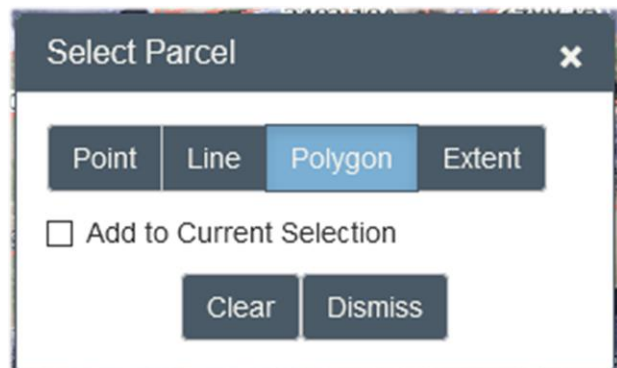 Select Parcel ×
Point Line Polygon Extent
Add to Current Selection
Clear Dismiss